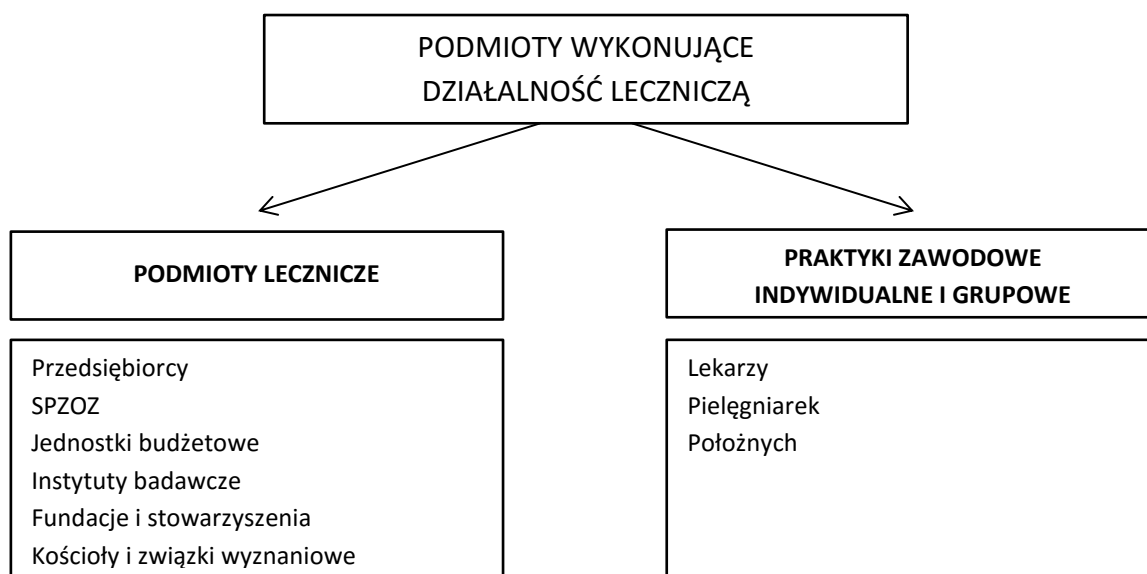 PODMIOTY WYKONUJĄCE
DZIAŁALNOŚĆ LECZNICZĄ
PODMIOTY LECZNICZE
Przedsiębiorcy
SPZOZ
Jednostki budżetowe
Instytuty badawcze
Fundacje i stowarzyszenia
Kościoły i związki wyznaniowe
PRAKTYKI ZAWODOWE
INDYWIDUALNE I GRUPOWE
Lekarzy
Pielęgniarek
Położnych